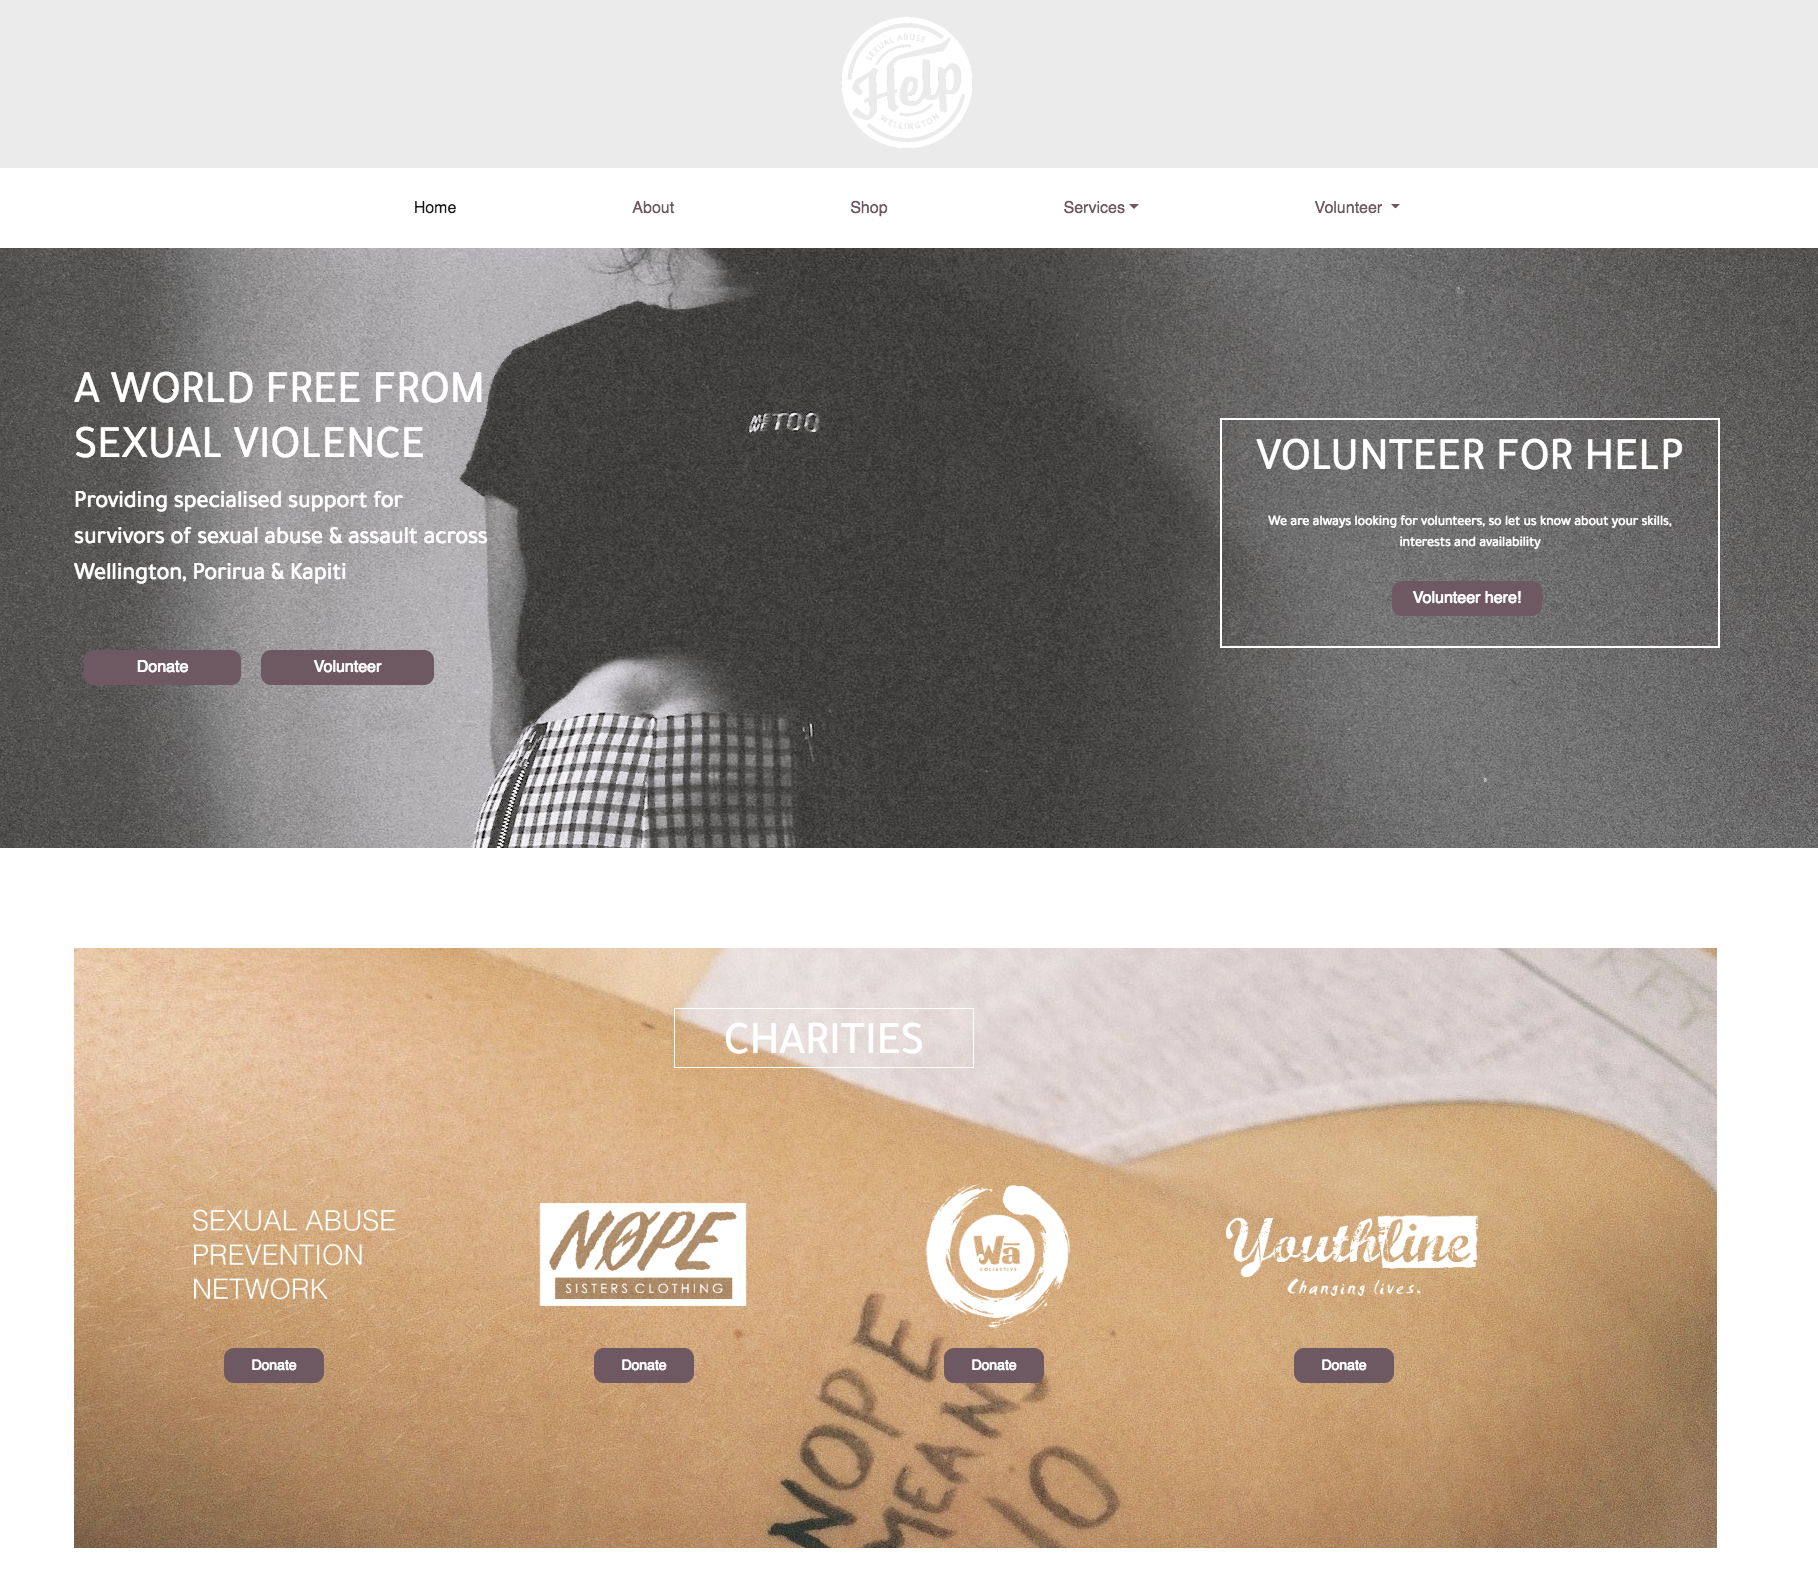 SEXUAL ABUSE
Help
WELLINGTON
Home About Shop Services Volunteer
A WORLD FREE FROM
SEXUAL VIOLENCE
Providing specialised support for
survivors of sexual abuse & assault across
Wellington, Porirua & Kapiti
Donate Volunteer
ME TOO
WE
VOLUNTEER FOR HELP
We are always looking for volunteers, so let us know about your skills,
interests and availability
Volunteer here!
CHARITIES
SEXUAL ABUSE
PREVENTION
NETWORK
NOPE
SISTERS CLOTHING
Wā
COLLECTIVE
Youthline
Changing lives.
Donate Donate Donate Donate
NOPE
MEANS